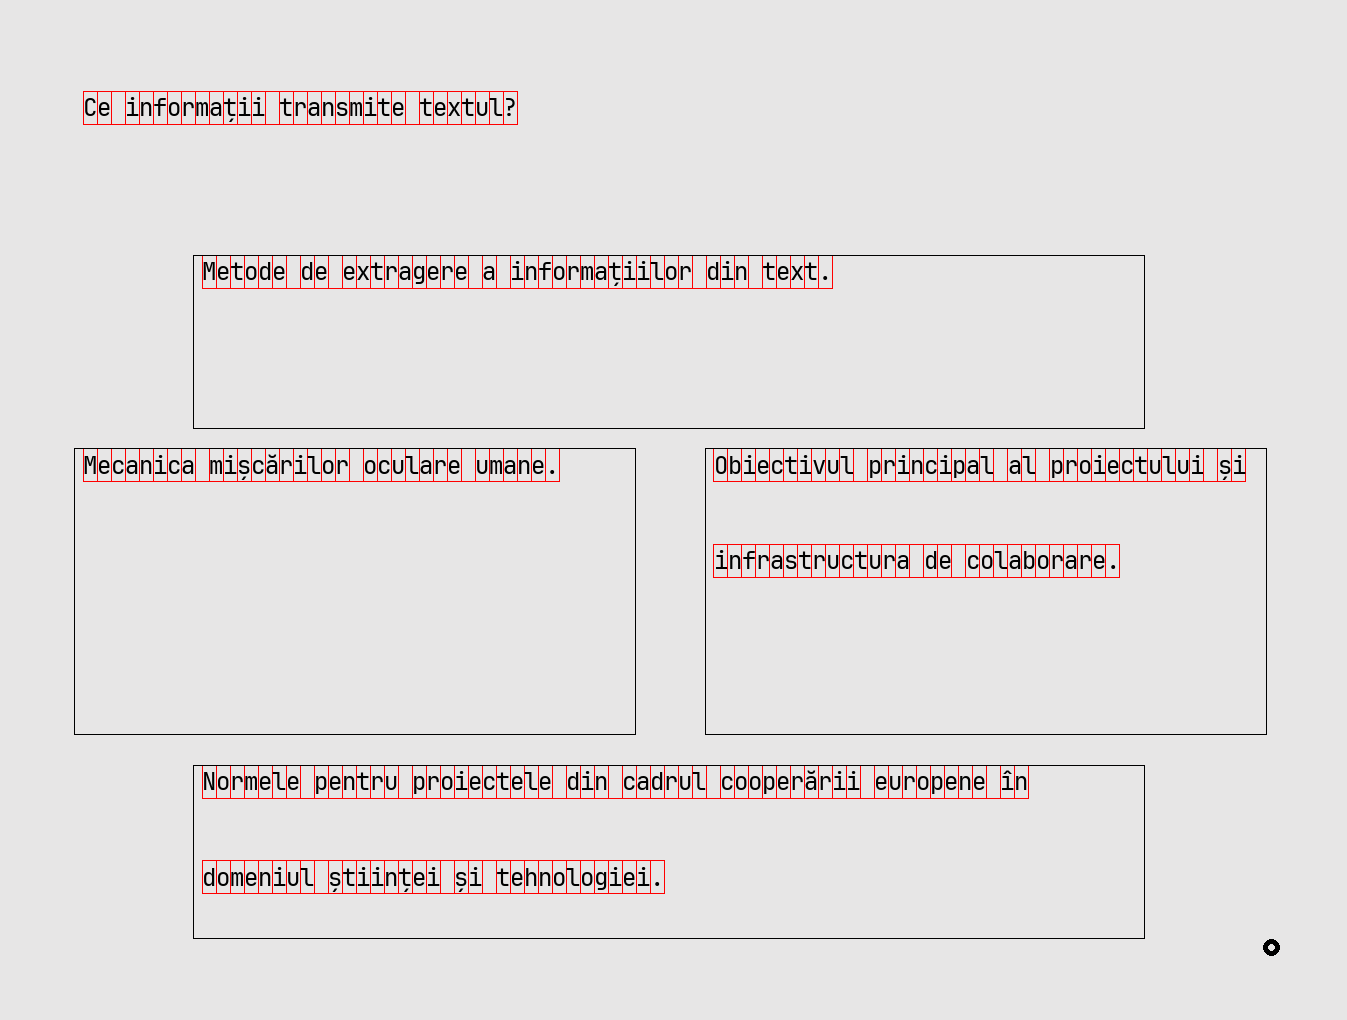 Ce informații transmite textul?
Metode de extragere a informațiilor din text.
Mecanica mișcărilor oculare umane.
Obiectivul principal al proiectului și
infrastructura de colaborare.
Normele pentru proiectele din cadrul cooperării europene în
domeniul științei și tehnologiei.